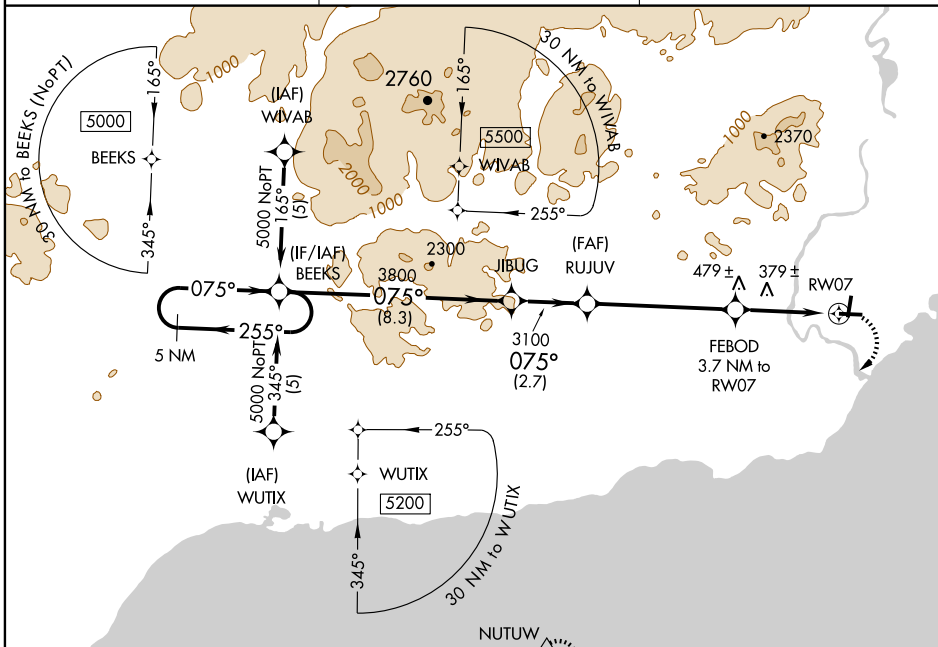 30 NM to BEEKS (NoPT)
5000
BEEKS
165°
345°
1000
(IAF)
WIVAB
5000 NoPT
165°
(5)
2760
2000
1000
30 NM to WIVAB
165°
5500
WIVAB
255°
1000
2370
(IF/IAF)
BEEKS
2300
3800
075°
(8.3)
JIBUG
(FAF)
RUJUV
479 ±
379 ±
RW07
075°
255°
5 NM
3100
075°
(2.7)
FEBOD
3.7 NM to
RW07
5000 NoPT
345°
(5)
(IAF)
WUTIX
255°
WUTIX
5200
345°
30 NM to WUTIX
NUTUW